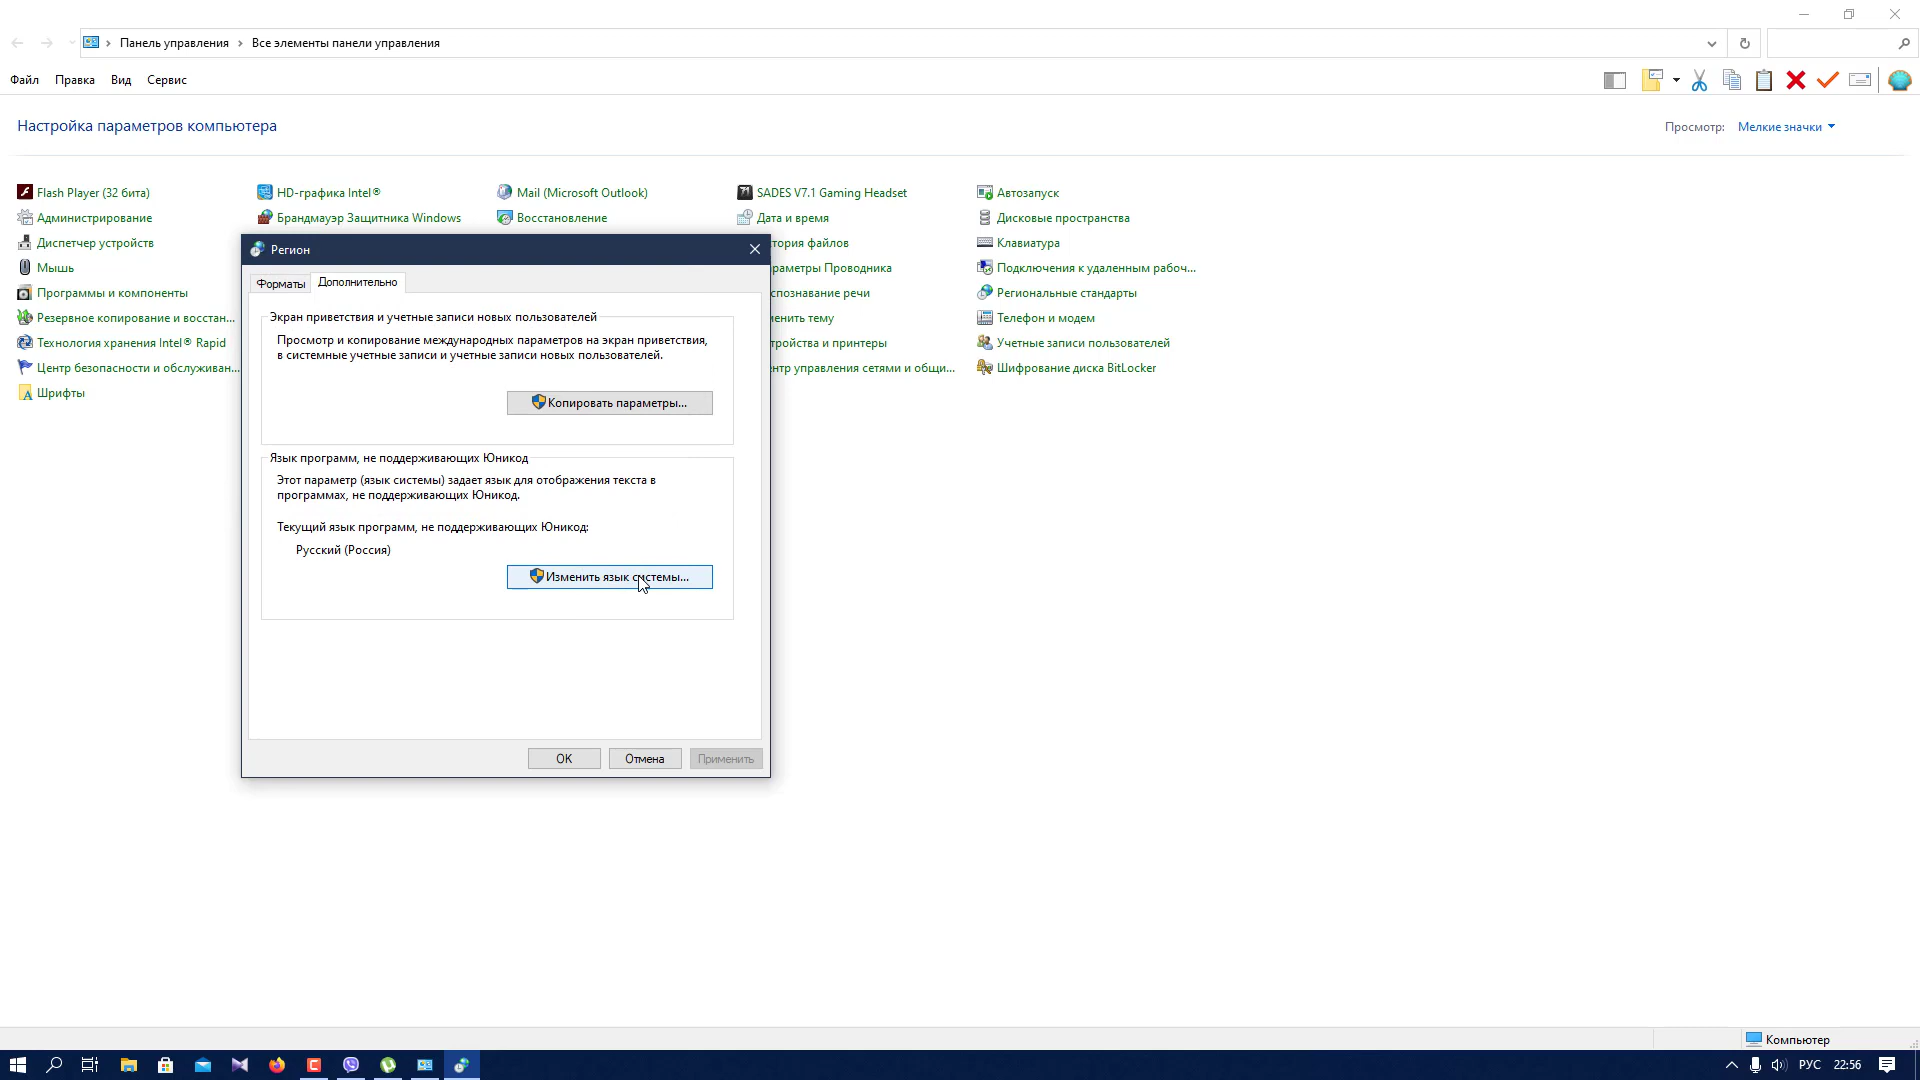 Панель управления
Все элементы панели управления
Файл Правка Вид Сервис
Настройка параметров компьютера
Просмотр: Мелкие значки
Flash Player (32 бита)
HD-графика Intel®
Mail (Microsoft Outlook)
SADES V7.1 Gaming Headset
Автозапуск
Администрирование
Брандмауэр Защитника Windows
Восстановление
Дата и время
Дисковые пространства
Диспетчер устройств
тория файлов
Клавиатура
Мышь
раметры Проводника
Подключения к удаленным рабоч...
Программы и компоненты
спознавание речи
Региональные стандарты
Резервное копирование и восстан...
енить тему
Телефон и модем
Технология хранения Intel® Rapid
тройства и принтеры
Учетные записи пользователей
Центр безопасности и обслуживан...
нтр управления сетями и общи...
Шифрование диска BitLocker
Шрифты
Регион
Форматы Дополнительно
Экран приветствия и учетные записи новых пользователей
Просмотр и копирование международных параметров на экран приветствия,
в системные учетные записи и учетные записи новых пользователей.
Копировать параметры...
Язык программ, не поддерживающих Юникод
Этот параметр (язык системы) задает язык для отображения текста в
программах, не поддерживающих Юникод.
Текущий язык программ, не поддерживающих Юникод:
Русский (Россия)
Изменить язык системы...
OK Отмена Применить
Компьютер
РУС 22:56